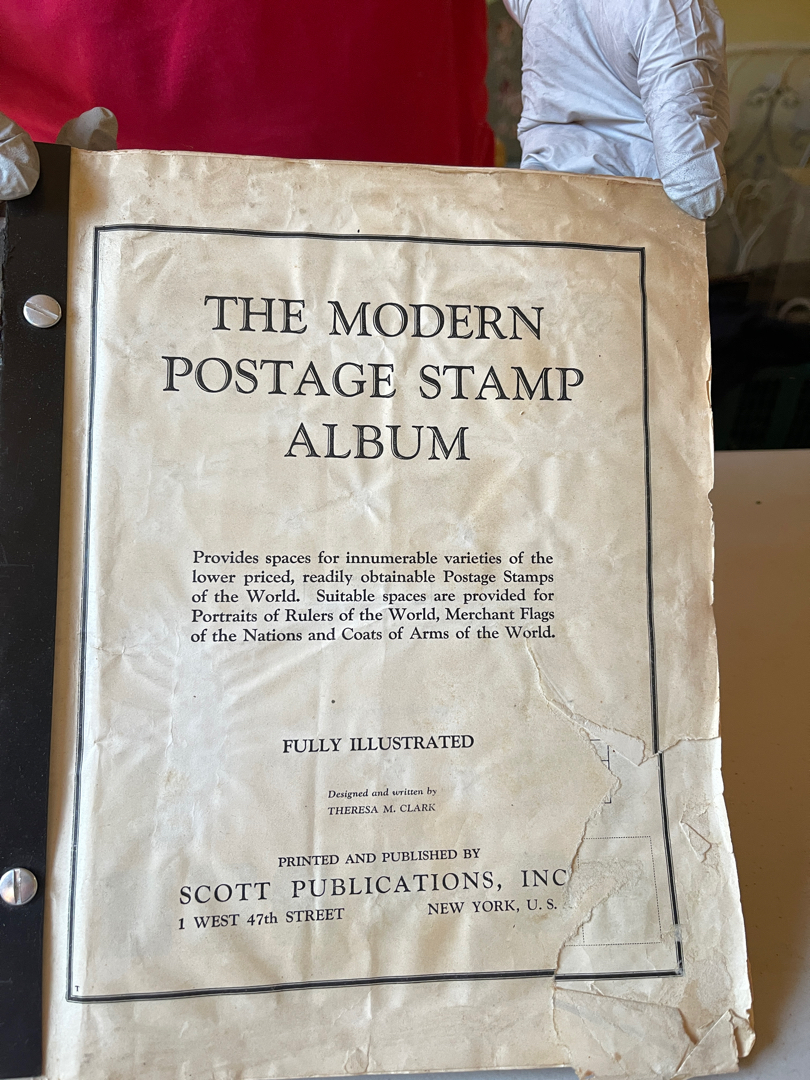 THE MODERN
POSTAGE STAMP
ALBUM
Provides spaces for innumerable varieties of the
lower priced, readily obtainable Postage Stamps
of the World. Suitable spaces are provided for
Portraits of Rulers of the World, Merchant Flags
of the Nations and Coats of Arms of the World.
FULLY ILLUSTRATED
Designed and written by
THERESA M. CLARK
PRINTED AND PUBLISHED BY
SCOTT PUBLICATIONS, INC
1 WEST 47th STREET NEW YORK, U. S.